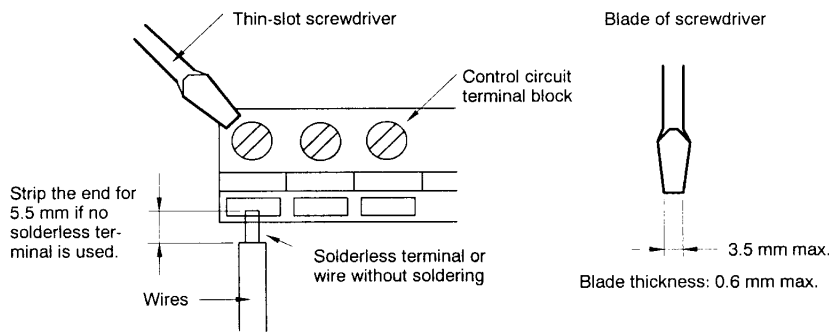 Thin-slot screwdriver
Blade of screwdriver
Control circuit
terminal block
Strip the end for
5.5 mm if no
solderless ter-
minal is used.
Solderless terminal or
wire without soldering
Wires
3.5 mm max.
Blade thickness: 0.6 mm max.